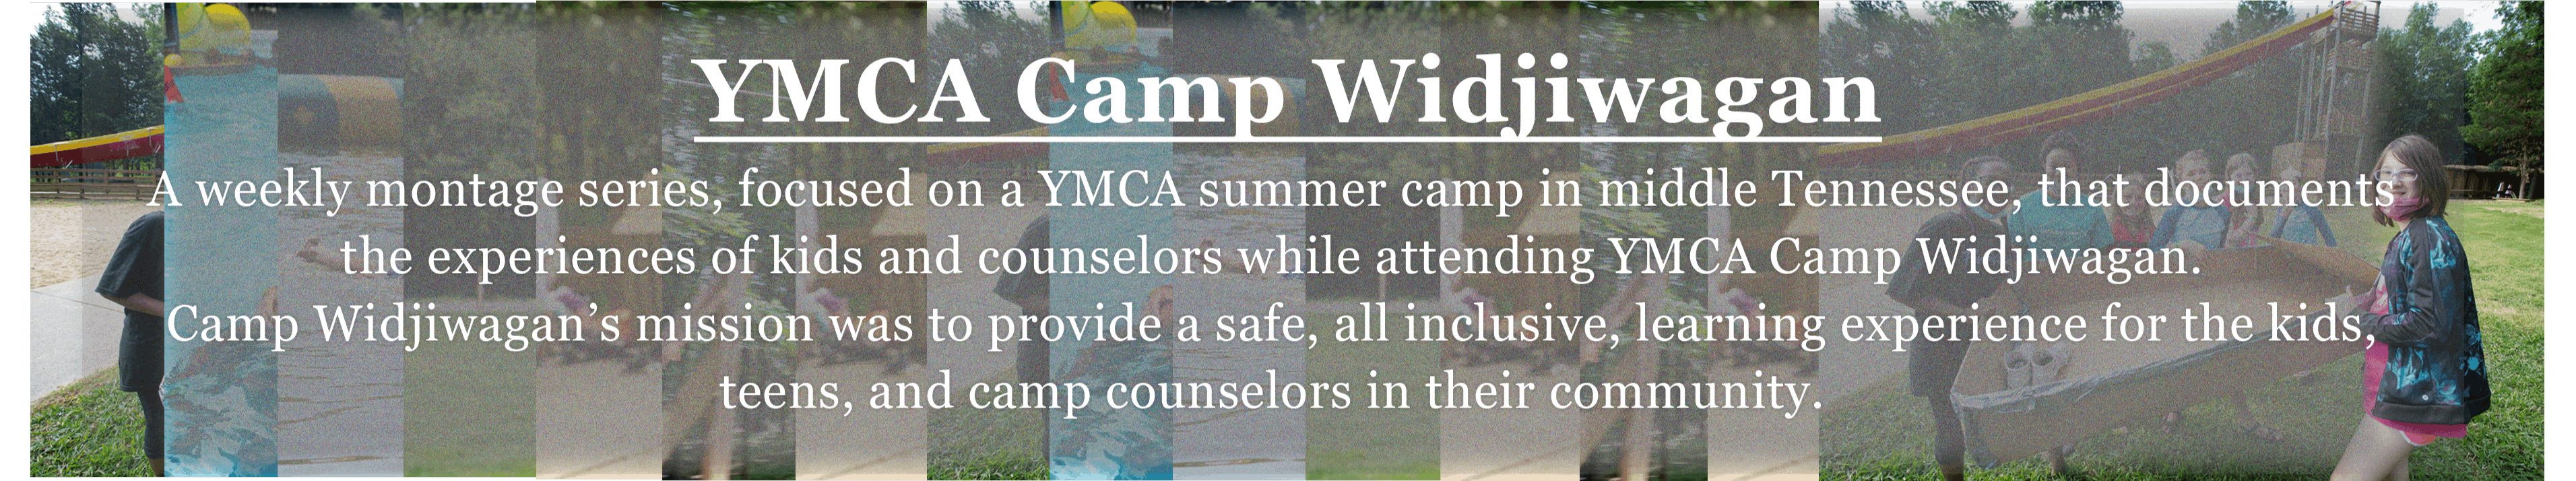 YMCA Camp Widjiwagan
A weekly montage series, focused on a YMCA summer camp in middle Tennessee, that documents
the experiences of kids and counselors while attending YMCA Camp Widjiwagan.
Camp Widjiwagan’s mission was to provide a safe, all inclusive, learning experience for the kids,
teens, and camp counselors in their community.